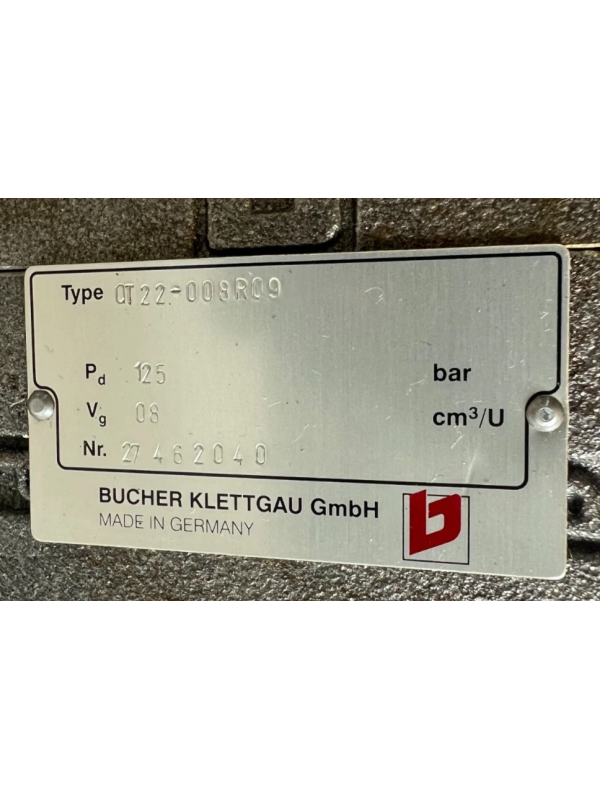 Type QT22-008R09
Pd 125 bar
Vg 08 cm³/U
Nr. 27462040
BUCHER KLETTGAU GmbH
MADE IN GERMANY
b